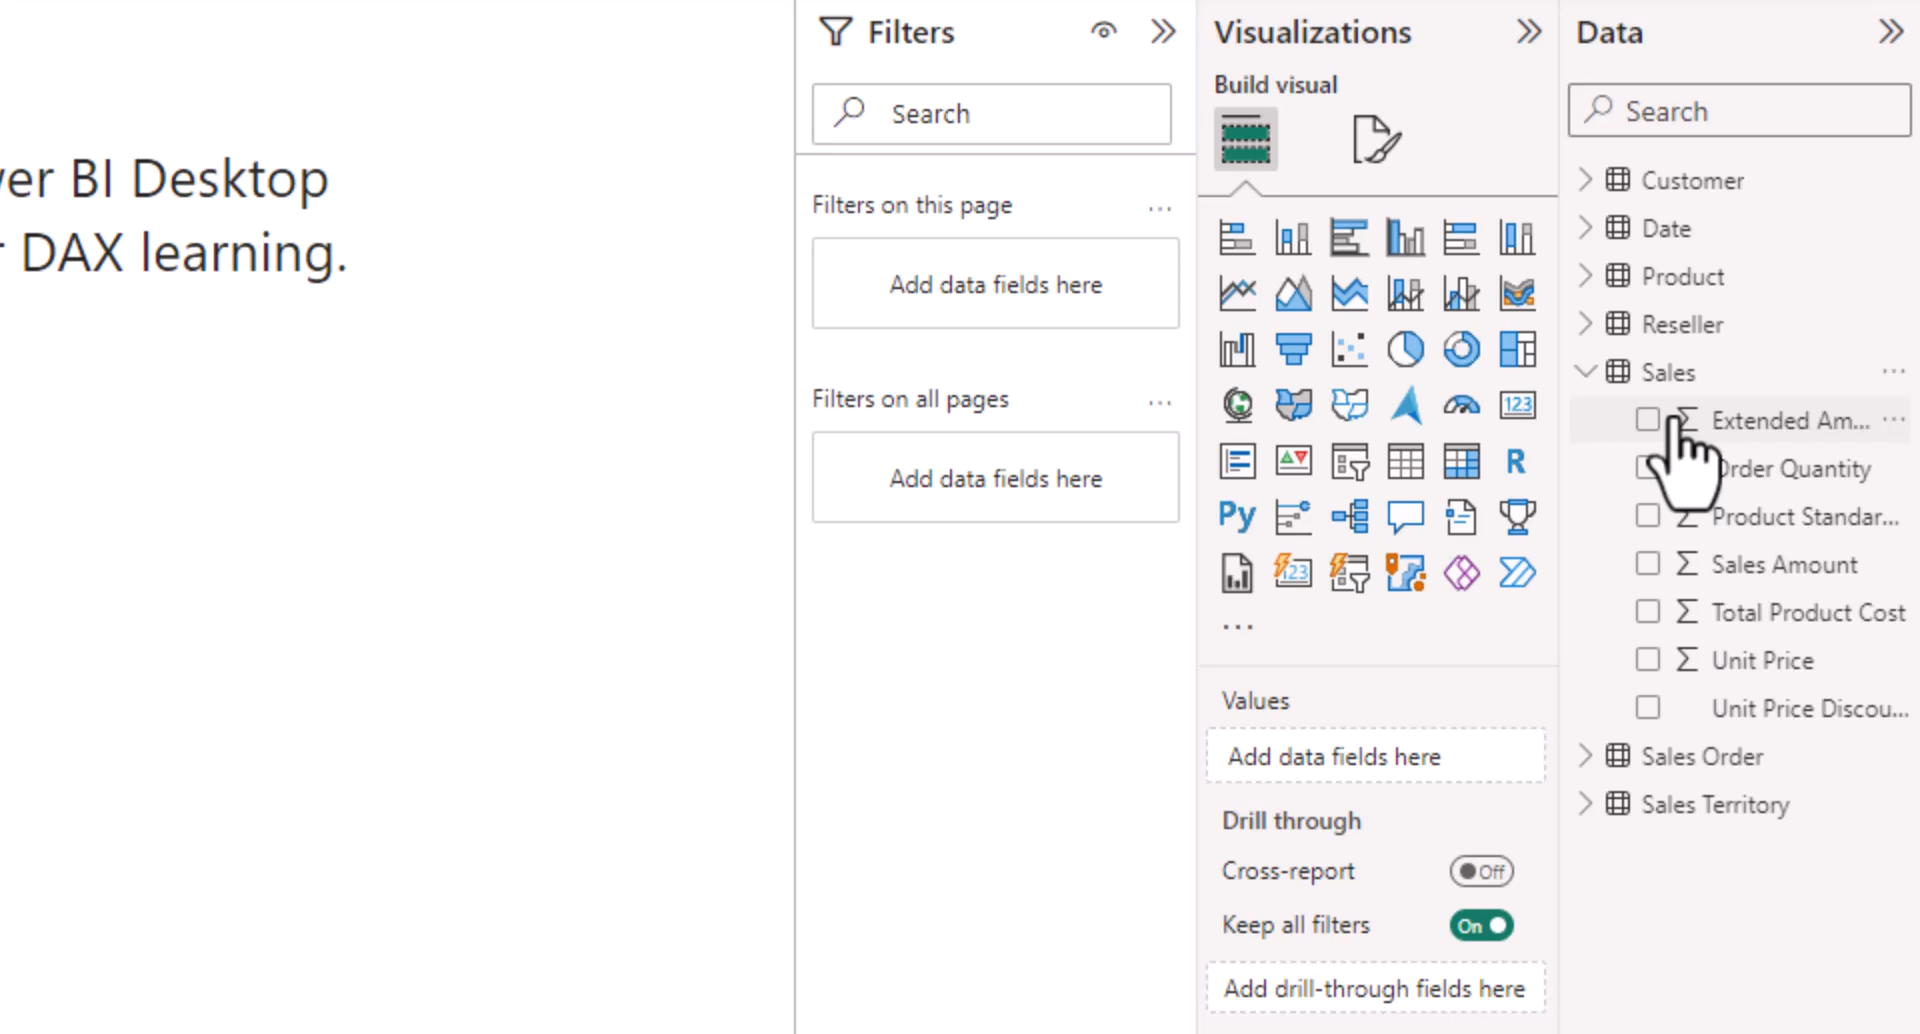 er BI Desktop
r DAX learning.
Filters
Search
Filters on this page
...
Add data fields here
Filters on all pages
...
Add data fields here
Visualizations
Build visual
123
R
Py
123
...
Values
Add data fields here
Drill through
Cross-report
Off
Keep all filters
On
Add drill-through fields here
Data
Search
Customer
Date
Product
Reseller
Sales
...
Σ Extended Am... ...
Order Quantity
Σ Product Standar...
Σ Sales Amount
Σ Total Product Cost
Σ Unit Price
Unit Price Discou...
Sales Order
Sales Territory